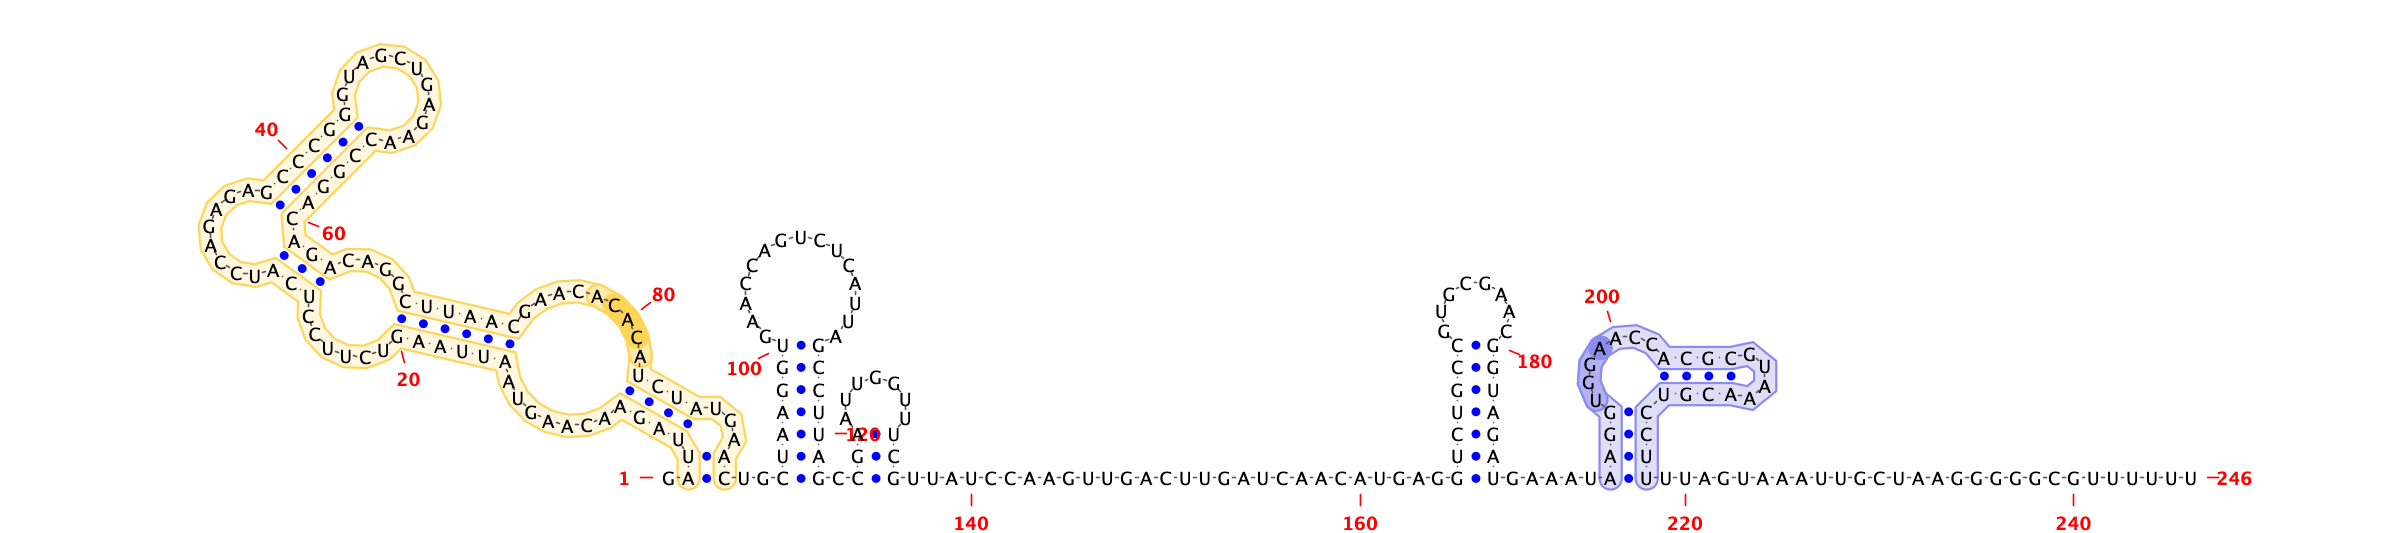 1
G-A-U-U-A-G-A-A-C-A-A-G-U-A-A-U-U-A-A-G
20
U-C-U-U-C-C-U-C-A-U-C-C-A-G-A-G-A-G-C-C
40
C-G-G-G-U-A-G-C-U-G-A-G-A-A-C-C-G-G-A-C
60
A-G-A-C-A-G-G-C-U-U-A-A-C-G-A-A-C-A-C-A
80
C-A-U-C-U-A-U-G-A-A-C-U-G-C-U-A-A-G-G-U
100
G-A-A-C-C-A-G-U-C-U-C-A-U-U-A-G-C-C-U-U
120
A-G-C-C-G-A-A-U-U-G-G-U-U-U-C-G-U-U-A-U
140
C-C-A-A-G-U-U-G-A-C-U-U-G-A-U-C-A-A-C-A
160
U-G-A-G-G-U-C-U-G-C-C-G-U-G-C-G-A-A-C-G
180
G-U-A-G-A-U-G-A-A-A-U-A-A-G-G-U-G-G-A-A
200
C-C-A-C-G-C-G-U-A-A-A-C-G-U-C-C-U-U-U-U
220
A-G-U-A-A-A-U-U-G-C-U-A-A-G-G-G-G-G-C-G
240
U-U-U-U-U-U
246